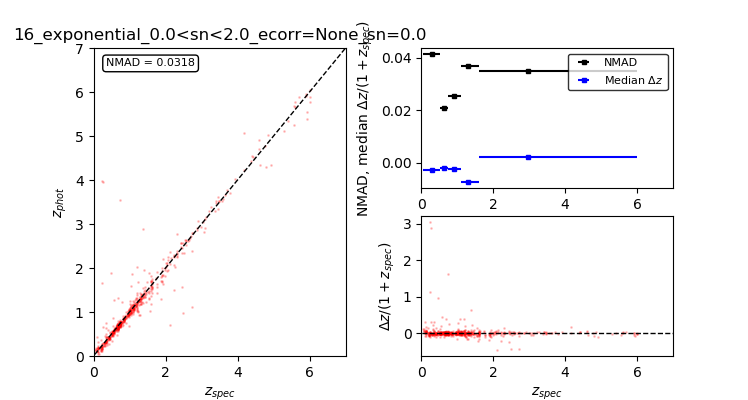 16_exponential_0.0<sn<2.0_ecorr=None_sn=0.0
NMAD = 0.0318
7
6
5
4
3
2
1
0
z_phot
0 2 4 6
z_spec
NMAD, median Δz/(1 + z_spec)
0.04
0.02
0.00
NMAD
Median Δz
0 2 4 6
Δz/(1 + z_spec)
3
2
1
0
0 2 4 6
z_spec